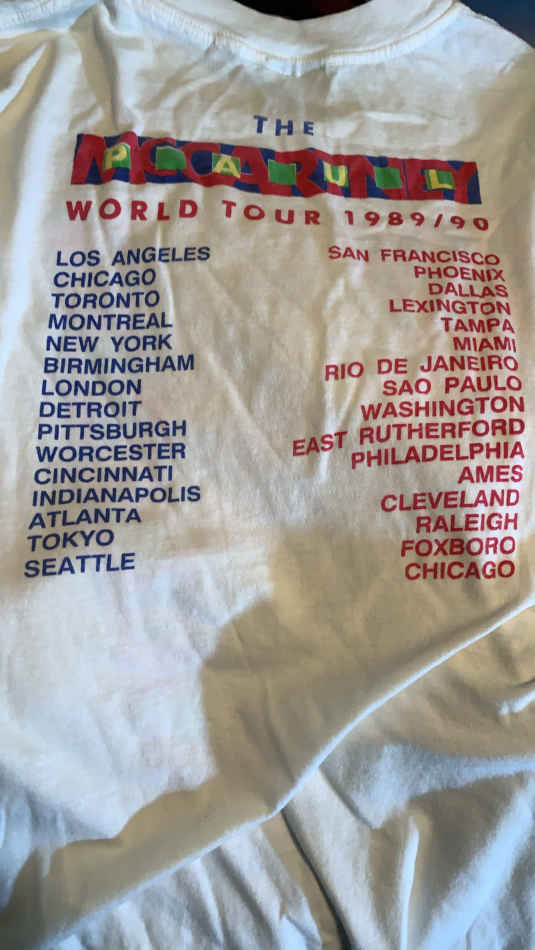 THE
PAUL
McCARTNEY
WORLD TOUR 1989/90
LOS ANGELES
CHICAGO
TORONTO
MONTREAL
NEW YORK
BIRMINGHAM
LONDON
DETROIT
PITTSBURGH
WORCESTER
CINCINNATI
INDIANAPOLIS
ATLANTA
TOKYO
SEATTLE
SAN FRANCISCO
PHOENIX
DALLAS
LEXINGTON
TAMPA
MIAMI
RIO DE JANEIRO
SAO PAULO
WASHINGTON
EAST RUTHERFORD
PHILADELPHIA
AMES
CLEVELAND
RALEIGH
FOXBORO
CHICAGO